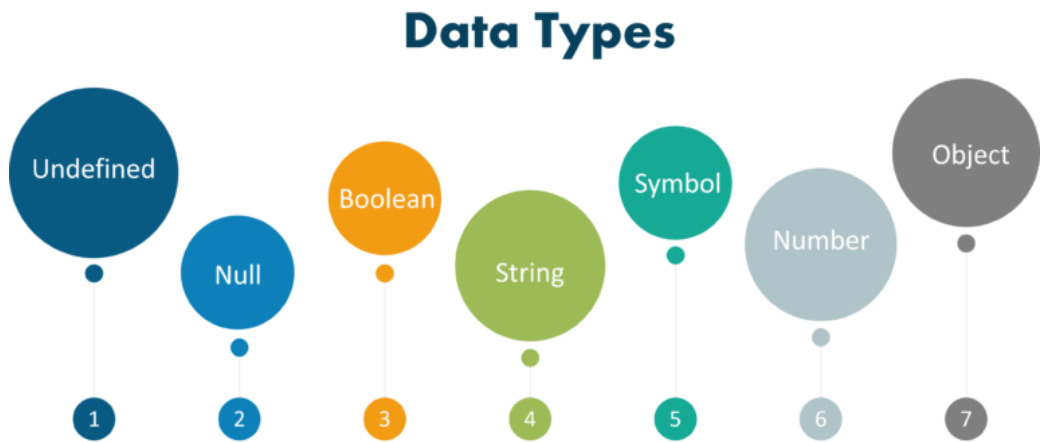 Data Types
Undefined
Null
Boolean
String
Symbol
Number
Object
1
2
3
4
5
6
7